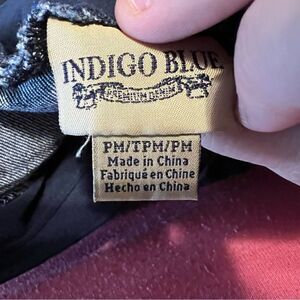 INDIGO BLUE
PREMIUM DENIM
PM/TPM/PM
Made in China
Fabriqué en Chine
Hecho en China